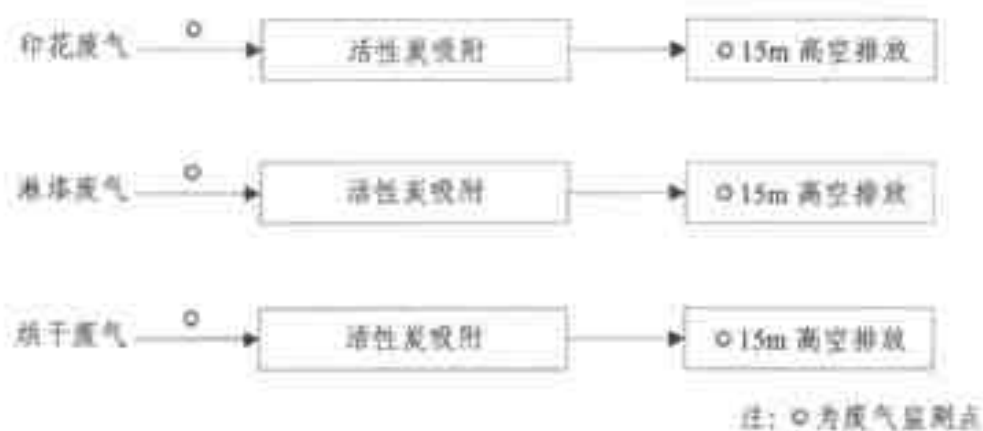 印花废气 ◎ 活性炭吸附 ◎15m 高空排放
淋漆废气 ◎ 活性炭吸附 ◎15m 高空排放
烘干废气 ◎ 活性炭吸附 ◎15m 高空排放
注：◎为废气监测点